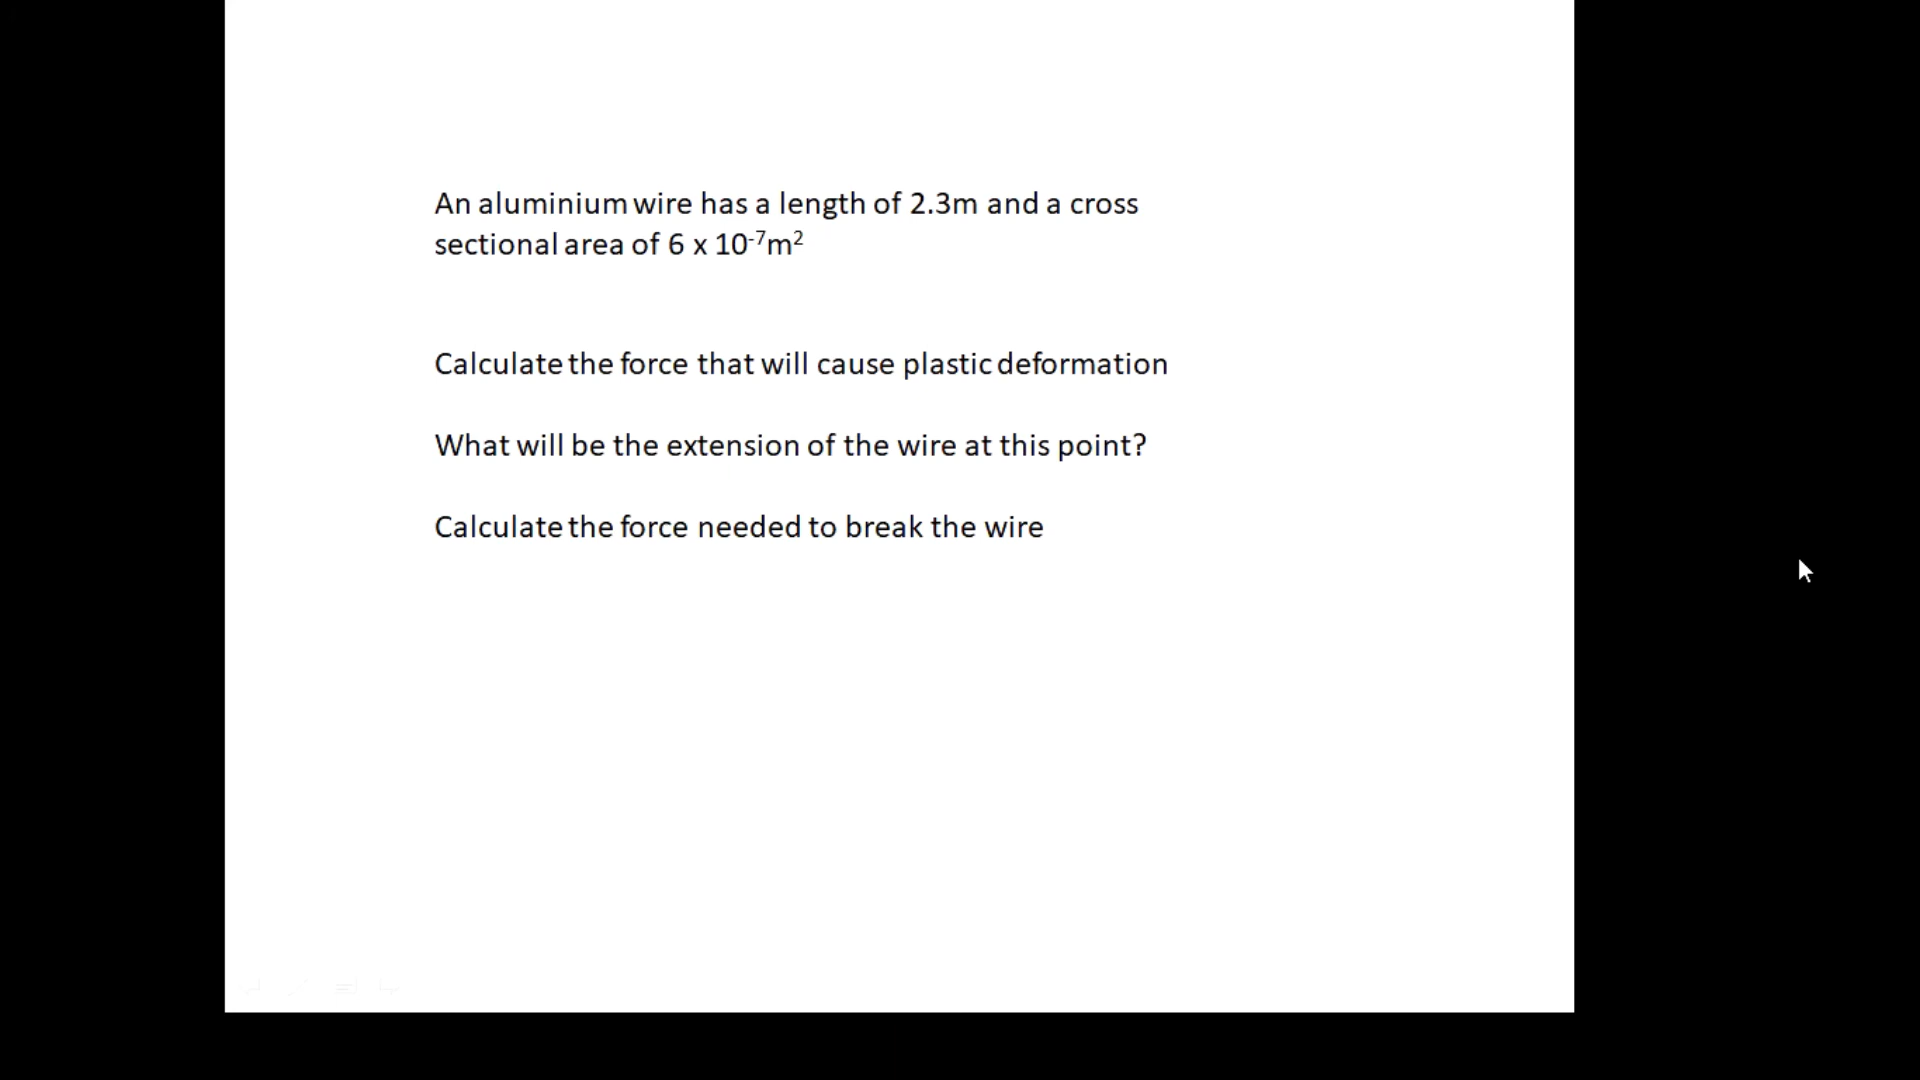 An aluminium wire has a length of 2.3m and a cross
sectional area of 6 x 10⁻⁷m²
Calculate the force that will cause plastic deformation
What will be the extension of the wire at this point?
Calculate the force needed to break the wire